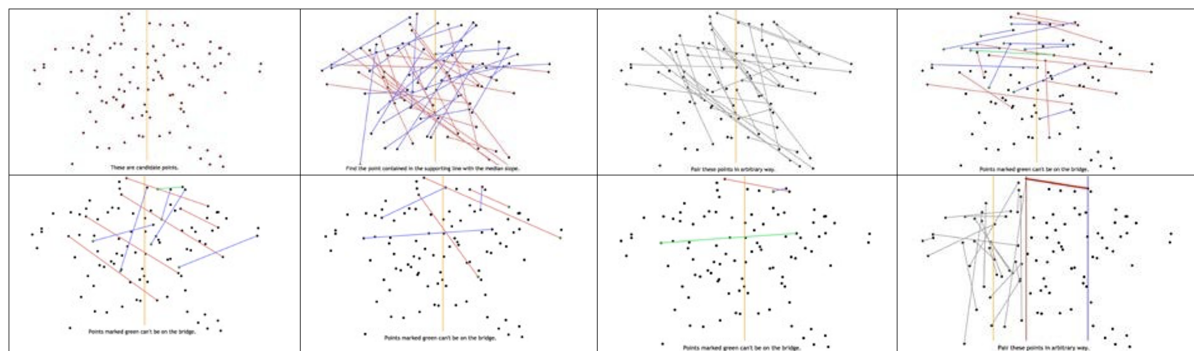 These are candidate points.
Find the point contained in the supporting line with the median slope.
Pair these points in arbitrary way.
Points marked green can't be on the bridge.
Points marked green can't be on the bridge.
Points marked green can't be on the bridge.
Points marked green can't be on the bridge.
Pair these points in arbitrary way.